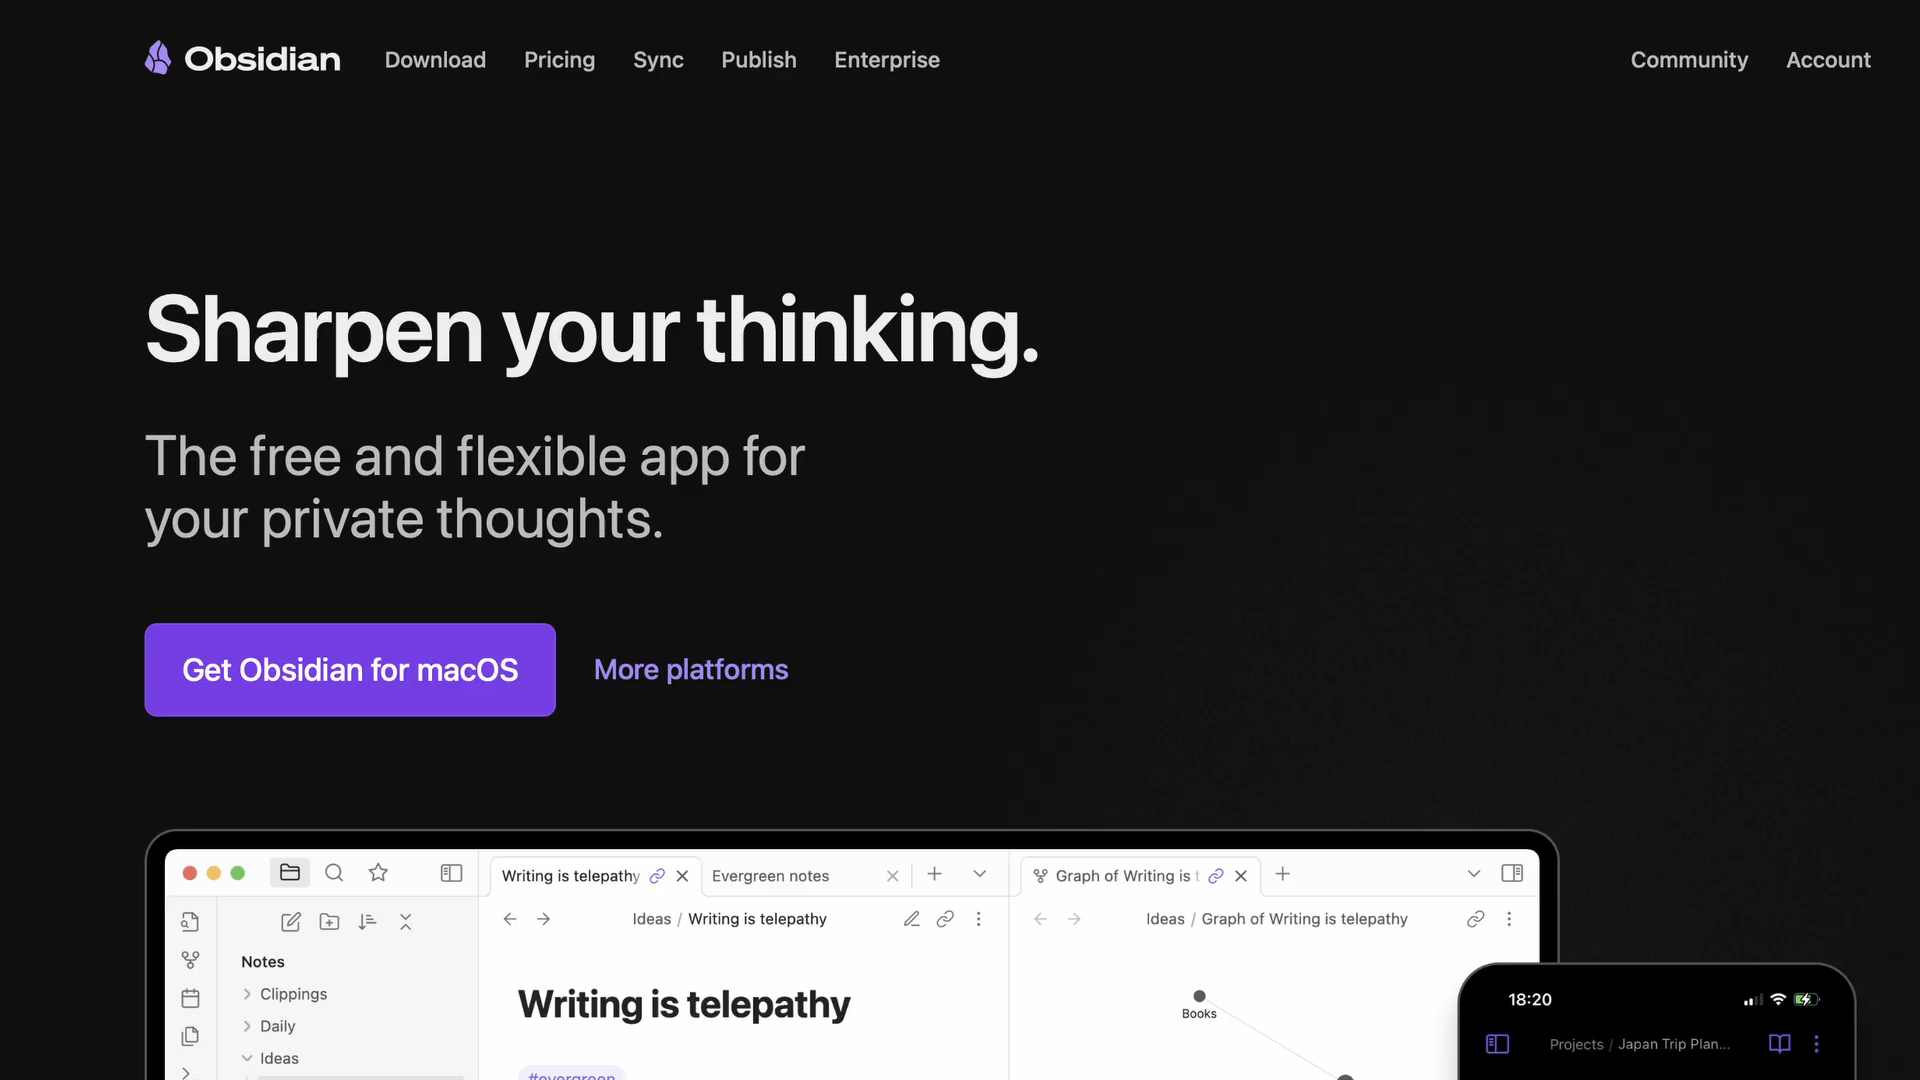 Obsidian Download Pricing Sync Publish Enterprise Community Account
Sharpen your thinking.
The free and flexible app for
your private thoughts.
Get Obsidian for macOS More platforms
Writing is telepathy Evergreen notes Graph of Writing is t
Ideas / Writing is telepathy Ideas / Graph of Writing is telepathy
Notes
Clippings
Daily
Ideas
Writing is telepathy
#evergreen
Books
18:20
Projects / Japan Trip Plan...